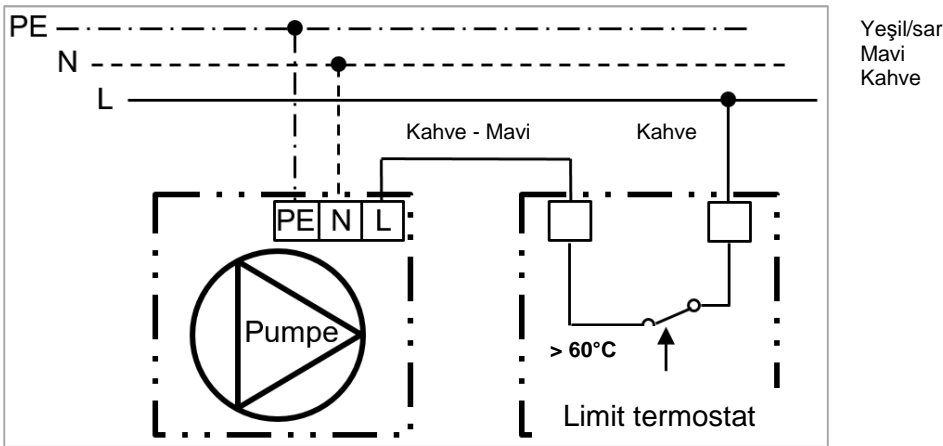 PE
Yeşil/sar
N
Mavi
L
Kahve
Kahve - Mavi
Kahve
PE N L
Pumpe
> 60°C
Limit termostat